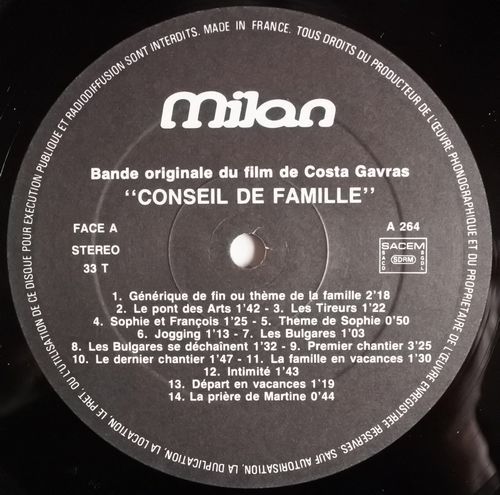 TOUS DROITS DU PRODUCTEUR DE L'ŒUVRE PHONOGRAPHIQUE ET DU PROPRIÉTAIRE DE L'ŒUVRE ENREGISTRÉE RÉSERVÉS. SAUF AUTORISATION, LA DUPLICATION, LA LOCATION, LE PRET, OU L'UTILISATION DE CE DISQUE POUR EXECUTION PUBLIQUE ET RADIODIFFUSION SONT INTERDITS. MADE IN FRANCE.
milan
Bande originale du film de Costa Gavras
"CONSEIL DE FAMILLE"
FACE A
STEREO
33 T
A 264
SACEM
SACD SDRM SGDL
1. Générique de fin ou thème de la famille 2'18
2. Le pont des Arts 1'42 - 3. Les Tireurs 1'22
4. Sophie et François 1'25 - 5. Thème de Sophie 0'50
6. Jogging 1'13 - 7. Les Bulgares 1'03
8. Les Bulgares se déchaînent 1'32 - 9. Premier chantier 3'25
10. Le dernier chantier 1'47 - 11. La famille en vacances 1'30
12. Intimité 1'43
13. Départ en vacances 1'19
14. La prière de Martine 0'44